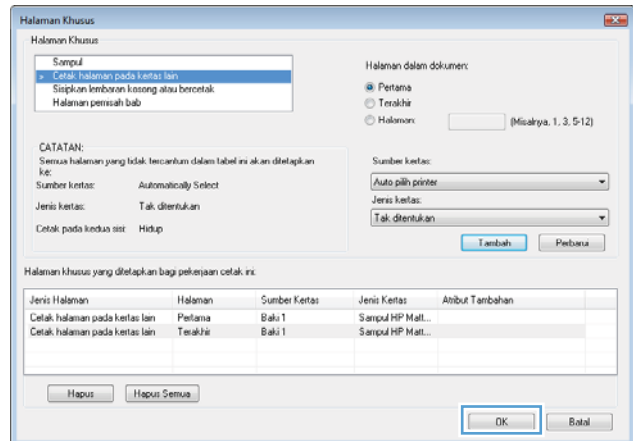 Halaman Khusus
Halaman Khusus
Sampul
» Cetak halaman pada kertas lain
Sisipkan lembaran kosong atau bercetak
Halaman pemisah bab
Halaman dalam dokumen:
Pertama
Terakhir
Halaman: (Misalnya, 1, 3, 5-12)
CATATAN:
Semua halaman yang tidak tercantum dalam tabel ini akan ditetapkan
ke:
Sumber kertas: Automatically Select
Jenis kertas: Tak ditentukan
Cetak pada kedua sisi: Hidup
Sumber kertas:
Auto pilih printer
Jenis kertas:
Tak ditentukan
Tambah Perbarui
Halaman khusus yang ditetapkan bagi pekerjaan cetak ini:
Jenis Halaman Halaman Sumber Kertas Jenis Kertas Atribut Tambahan
Cetak halaman pada kertas lain Pertama Baki 1 Sampul HP Matt...
Cetak halaman pada kertas lain Terakhir Baki 1 Sampul HP Matt...
Hapus Hapus Semua
OK Batal